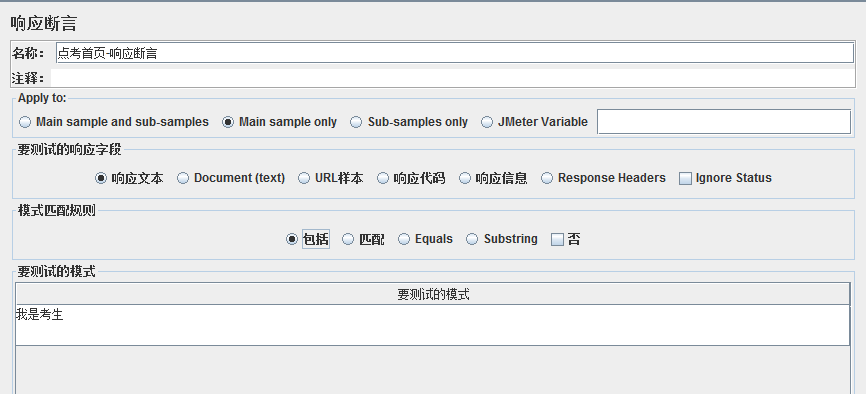 响应断言
名称： 点考首页-响应断言
注释：
Apply to:
Main sample and sub-samples Main sample only Sub-samples only JMeter Variable
要测试的响应字段
响应文本 Document (text) URL样本 响应代码 响应信息 Response Headers Ignore Status
模式匹配规则
包括 匹配 Equals Substring 否
要测试的模式
要测试的模式
我是考生